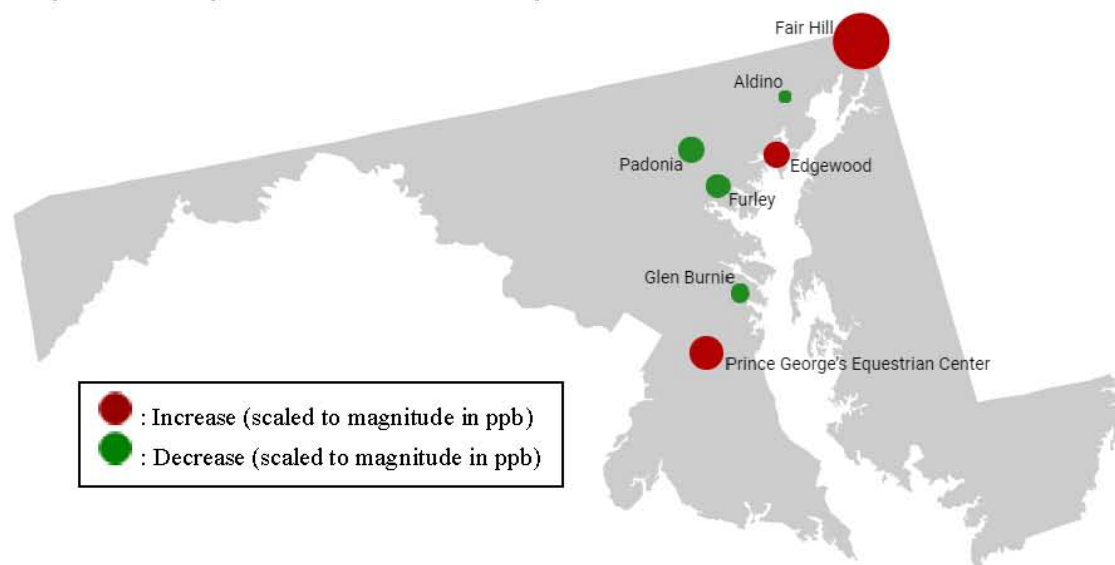 Fair Hill
Aldino
Padonia
Edgewood
Furley
Glen Burnie
Prince George's Equestrian Center
: Increase (scaled to magnitude in ppb)
: Decrease (scaled to magnitude in ppb)